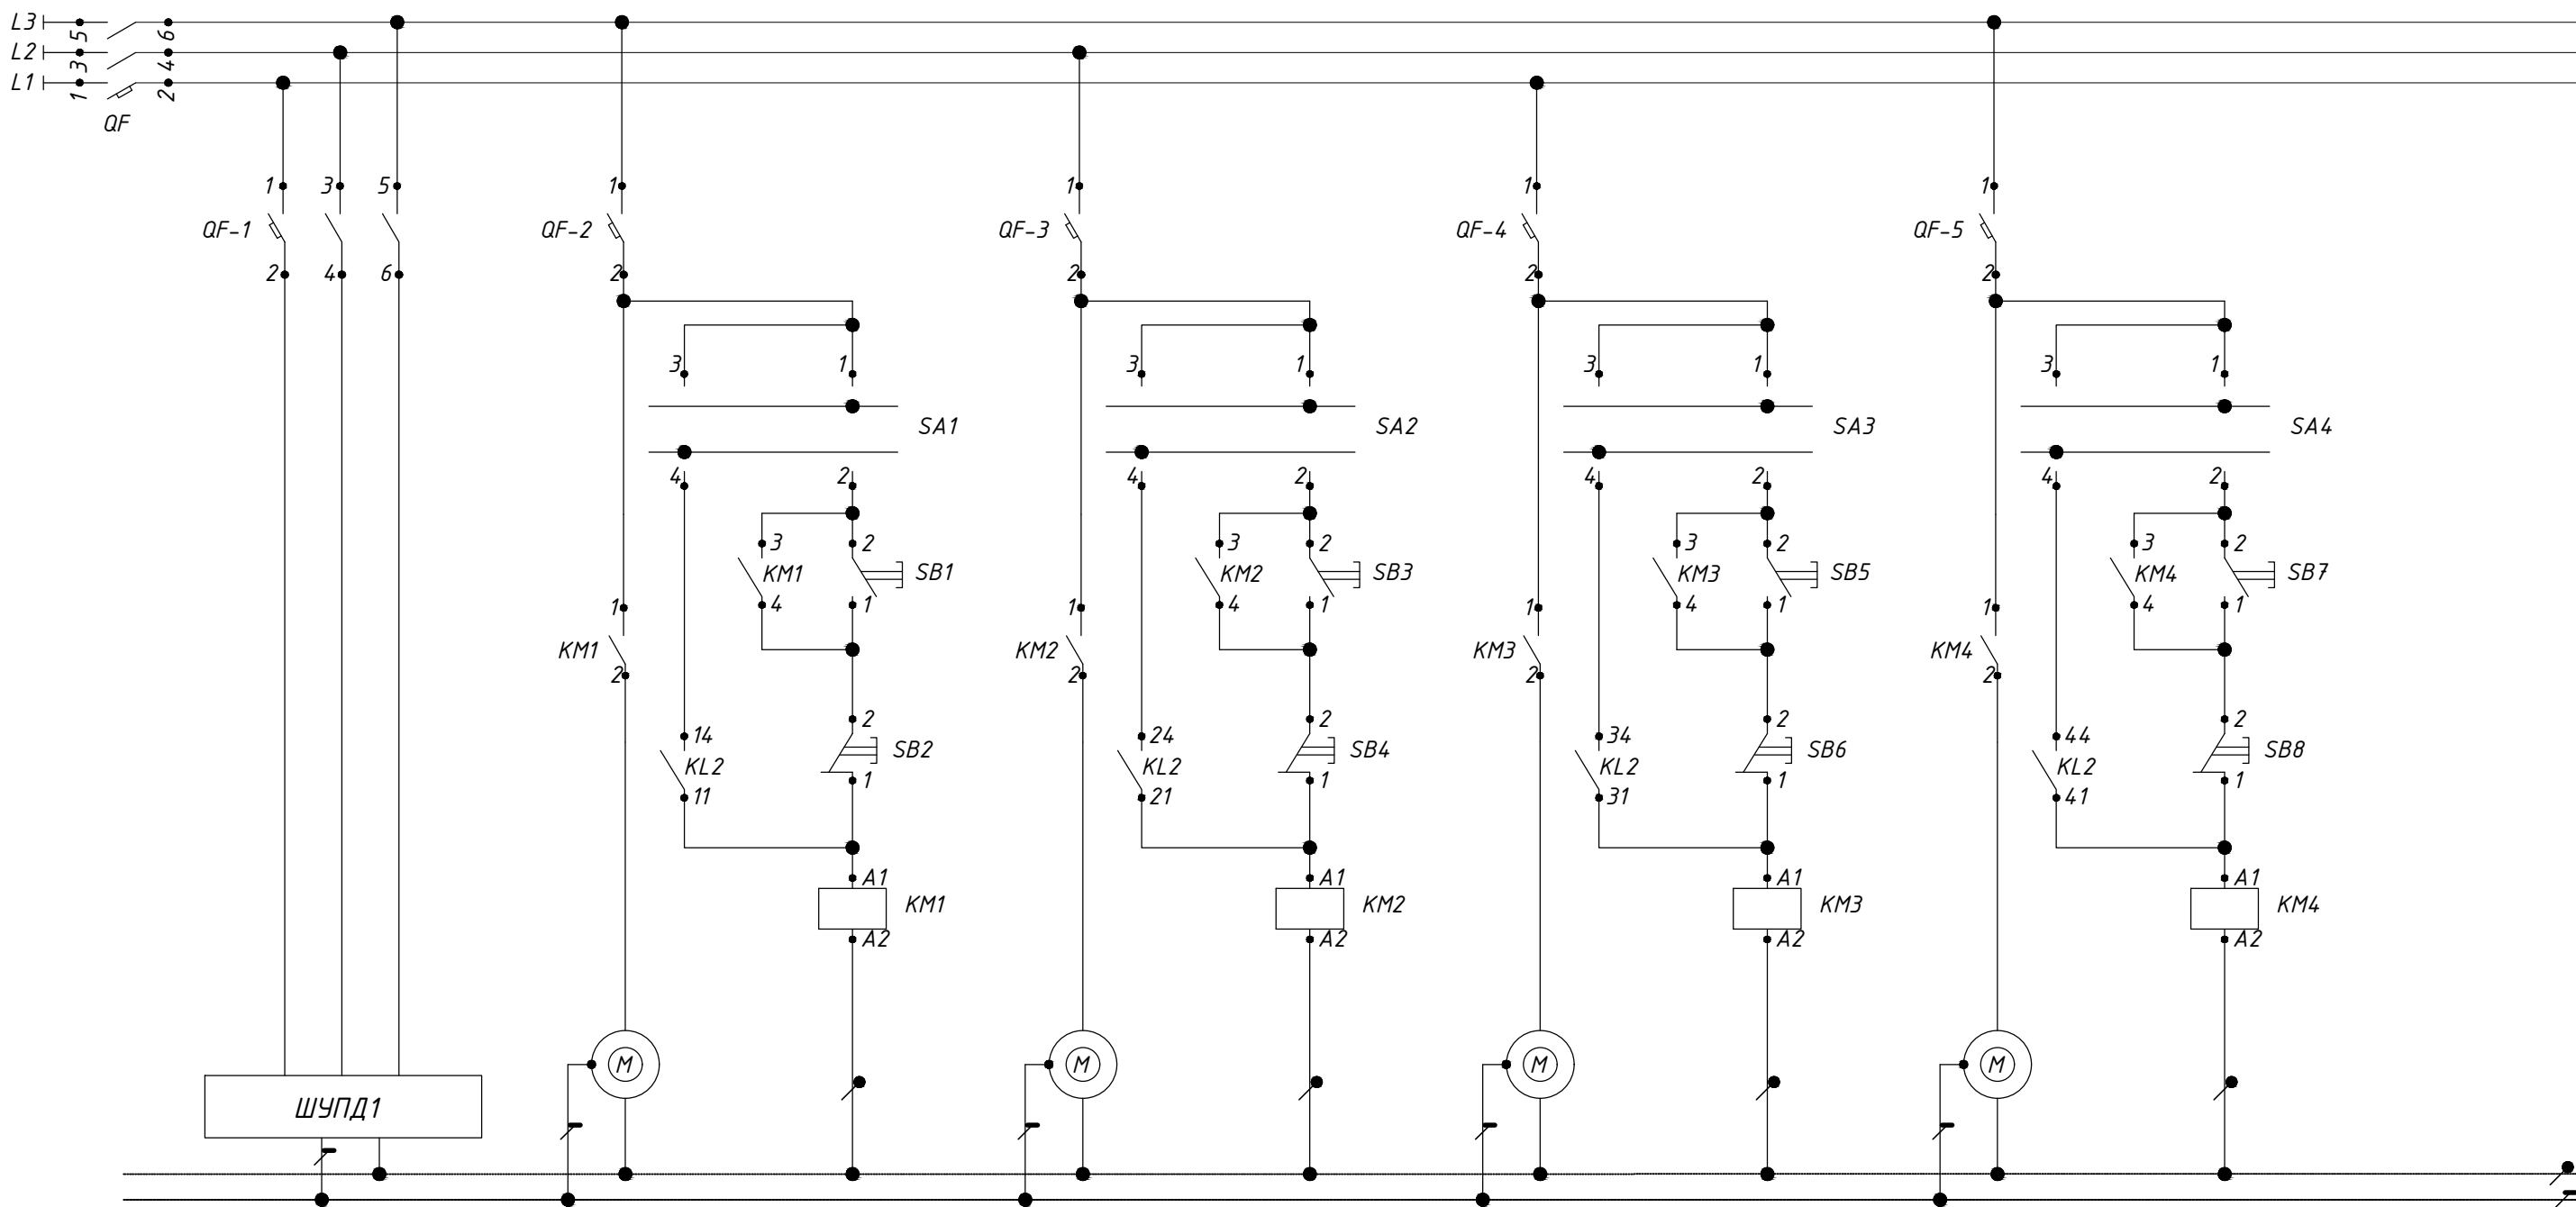 L3 5 6
L2 3 4
L1 1 2
QF
1 3 5 1 1 1 1
QF-1 QF-2 QF-3 QF-4 QF-5
2 4 6 2 2 2 2
3 1 3 1 3 1 3 1
SA1 SA2 SA3 SA4
4 2 4 2 4 2 4 2
3 2 3 2 3 2 3 2
KM1 SB1 KM2 SB3 KM3 SB5 KM4 SB7
1 4 1 1 4 1 1 4 1 1 4 1
KM1 KM2 KM3 KM4
2 2 2 2
2 2 2 2
14 24 34 44
SB2 SB4 SB6 SB8
KL2 KL2 KL2 KL2
1 1 1 1
11 21 31 41
A1 A1 A1 A1
KM1 KM2 KM3 KM4
A2 A2 A2 A2
M M M M
ШУПД1